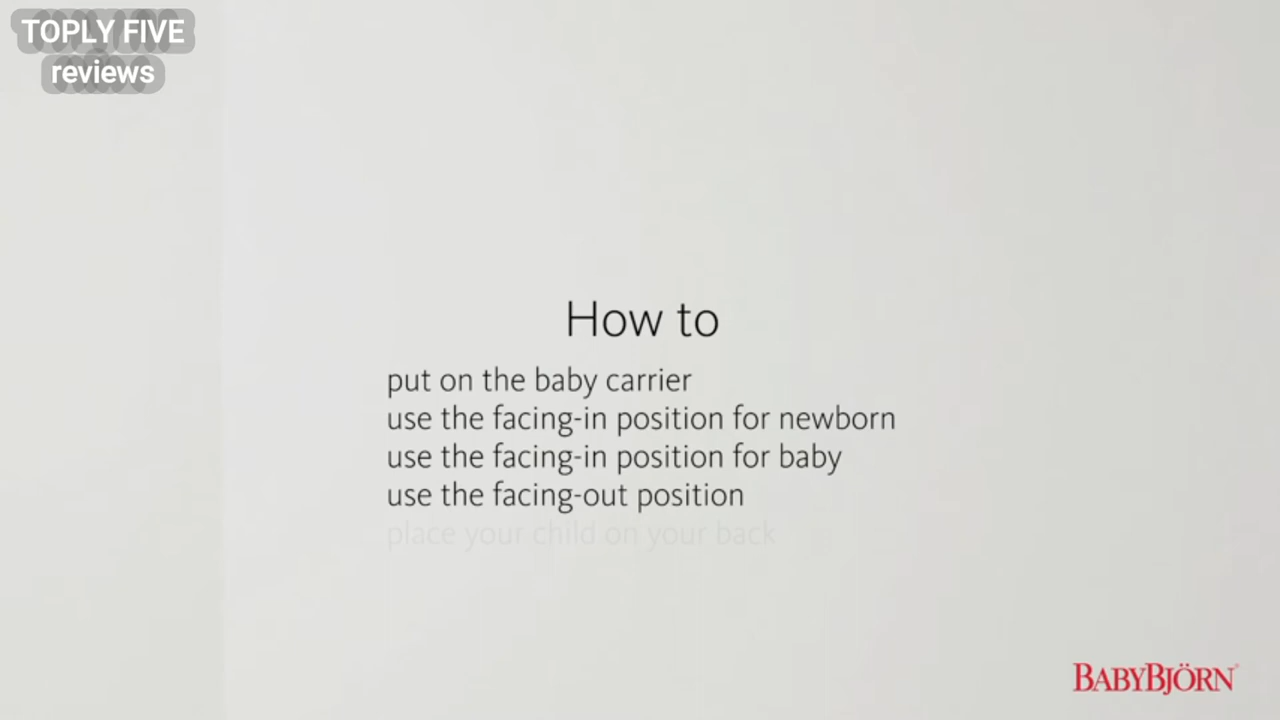 TOPLY FIVE
reviews
How to
put on the baby carrier
use the facing-in position for newborn
use the facing-in position for baby
use the facing-out position
place your child on your back
BABYBJÖRN